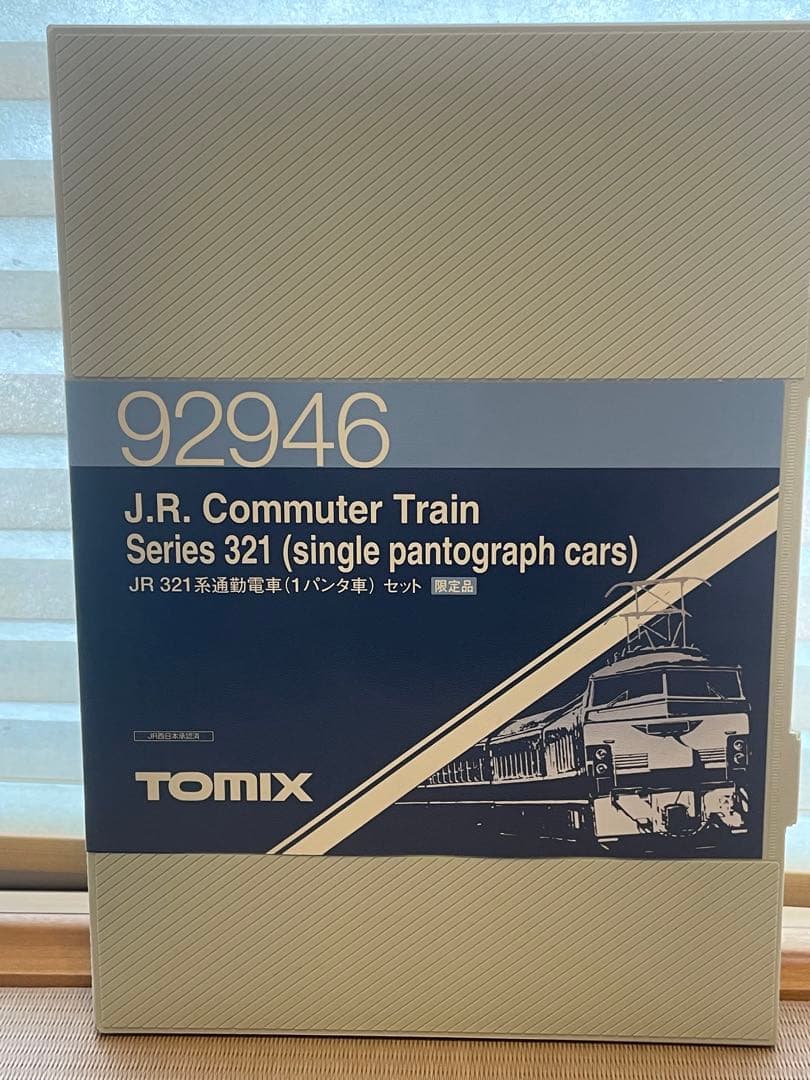 92946
J.R. Commuter Train
Series 321 (single pantograph cars)
JR 321系通勤電車(1パンタ車) セット 限定品
JR西日本承認済
TOMIX